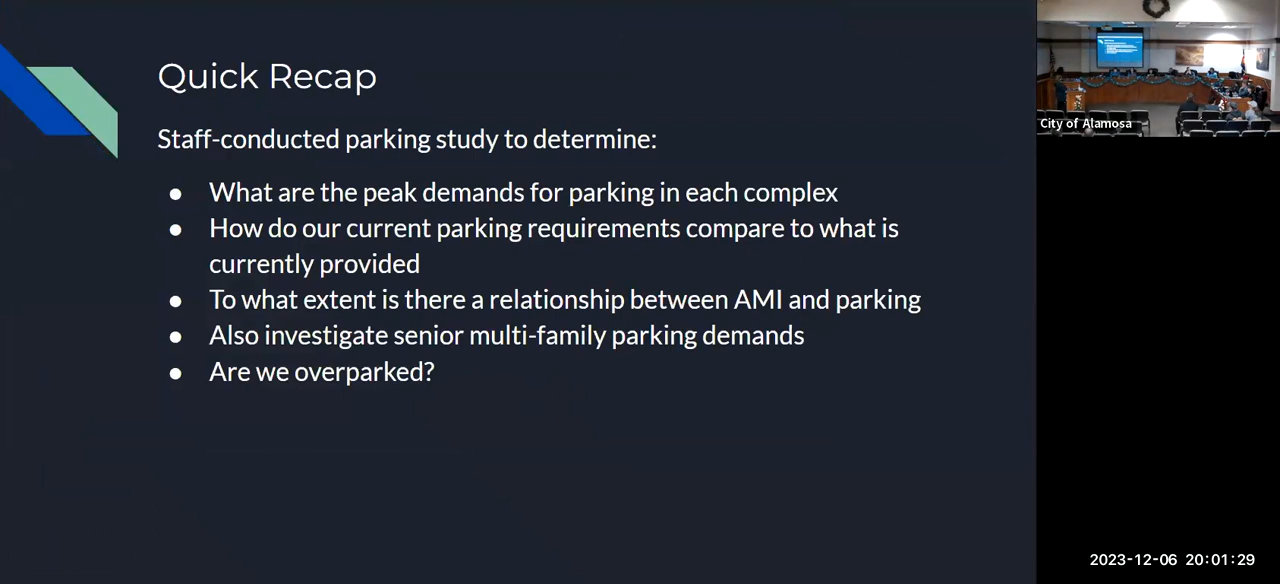 Quick Recap
Staff-conducted parking study to determine:
● What are the peak demands for parking in each complex
● How do our current parking requirements compare to what is
currently provided
● To what extent is there a relationship between AMI and parking
● Also investigate senior multi-family parking demands
● Are we overparked?
City of Alamosa
2023-12-06 20:01:29